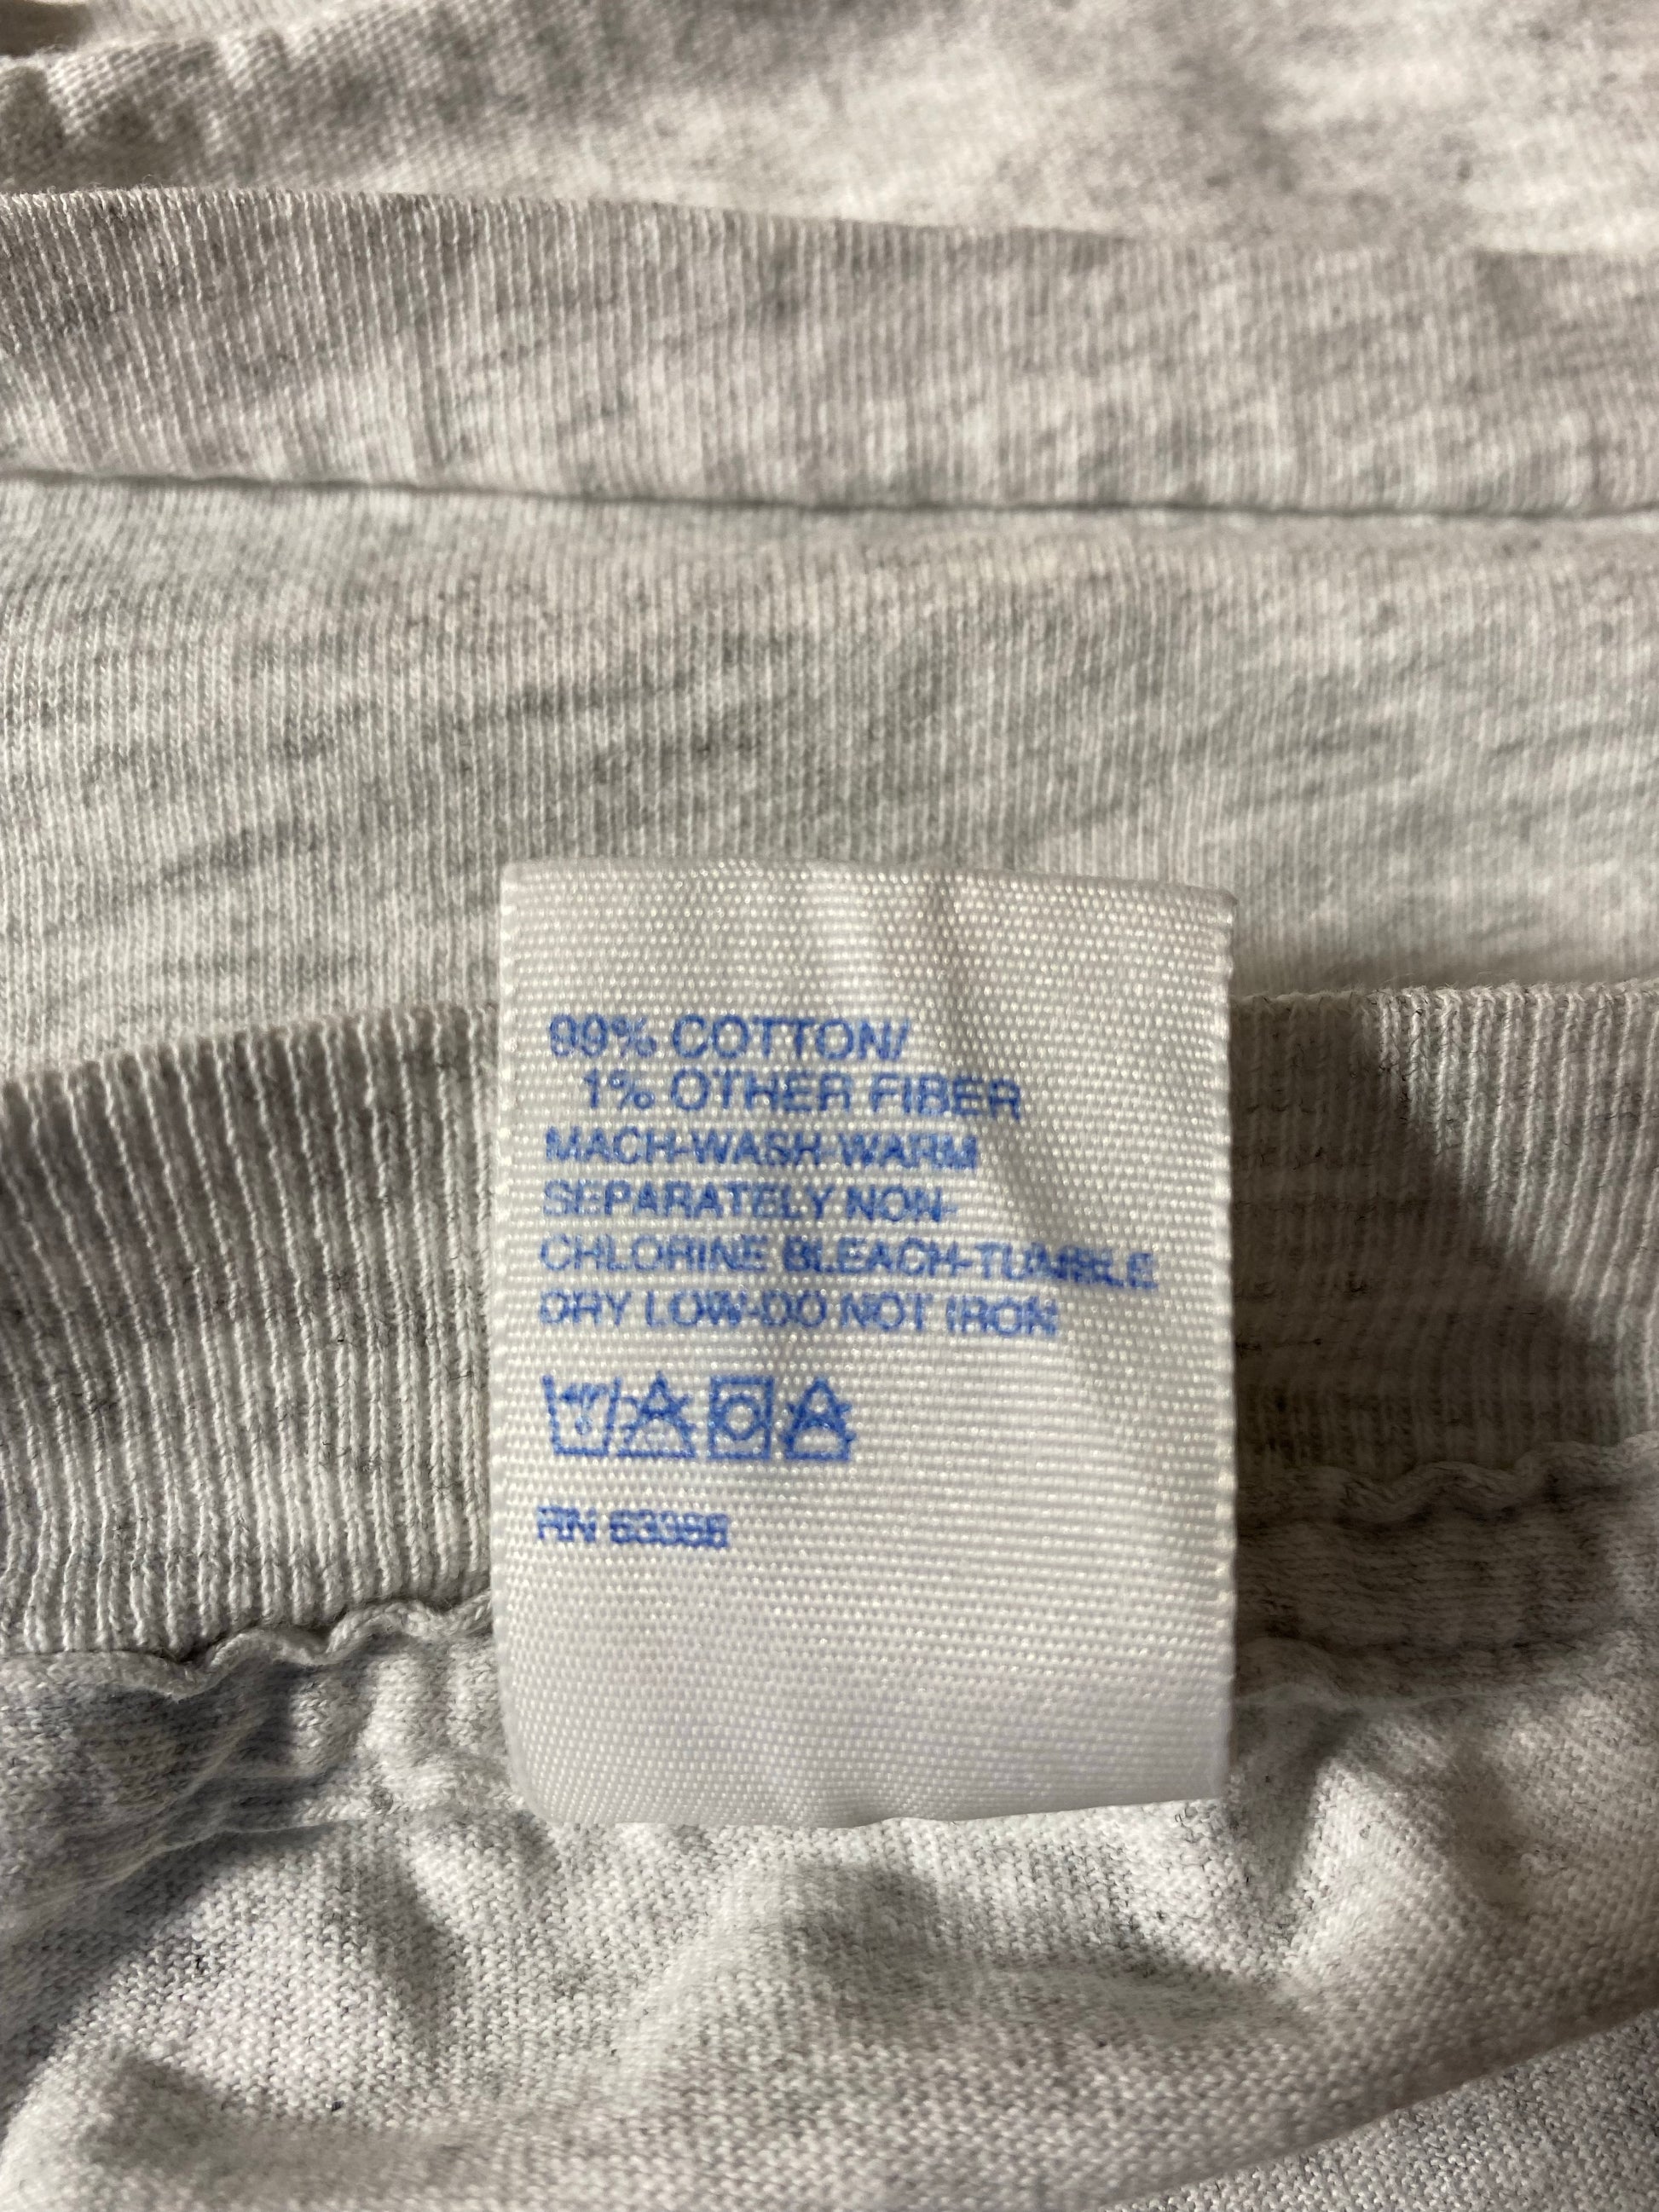 99% COTTON/
1% OTHER FIBER
MACH-WASH-WARM
SEPARATELY NON-
CHLORINE BLEACH-TUMBLE
DRY LOW-DO NOT IRON
RN